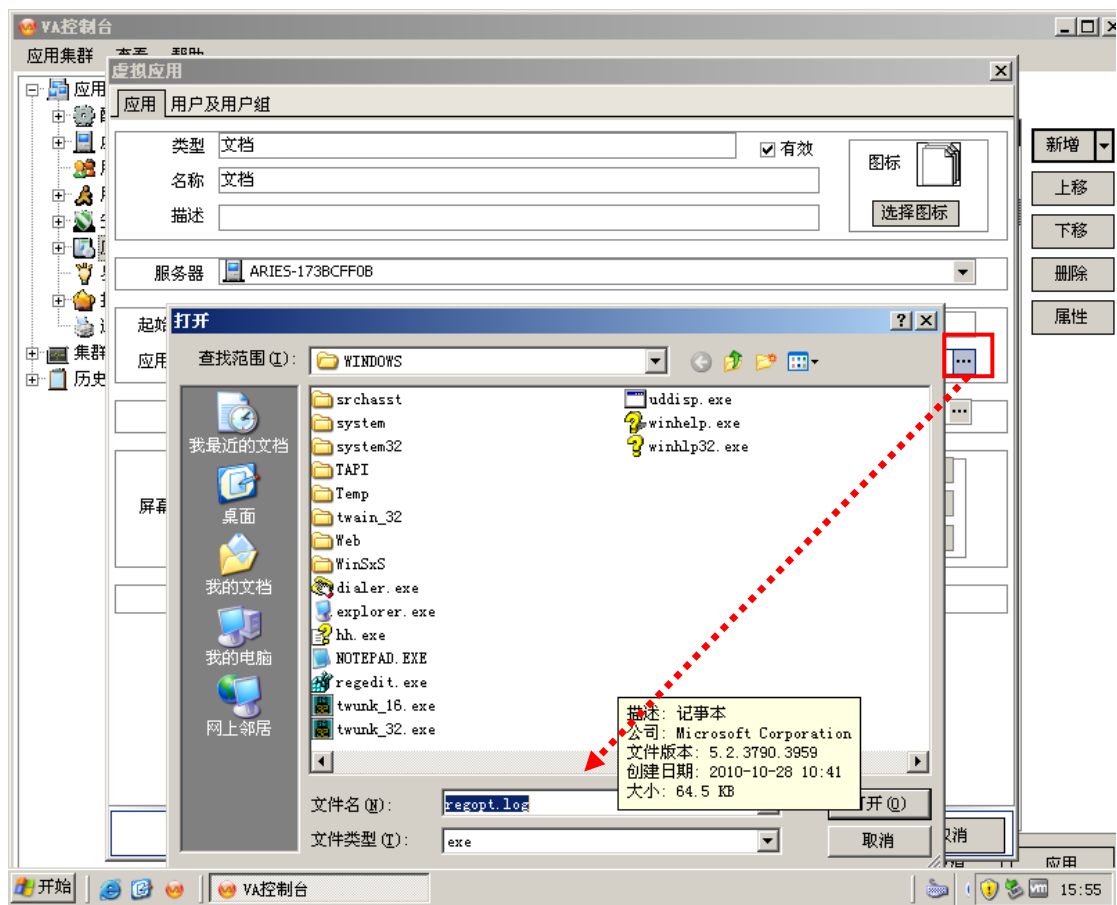 VA控制台
应用集群 查看 帮助
虚拟应用
应用 用户及用户组
应用
类型 文档
有效
图标
名称 文档
描述
选择图标
新增
上移
下移
删除
属性
服务器 ARIES-173BCFF0B
起始
应用
集群
历史
屏幕
打开
查找范围(I):
WINDOWS
我最近的文档
桌面
我的文档
我的电脑
网上邻居
srchasst
system
system32
TAPI
Temp
twain_32
Web
WinSxS
dialer.exe
explorer.exe
hh.exe
NOTEPAD.EXE
regedit.exe
twunk_16.exe
twunk_32.exe
uddisp.exe
winhelp.exe
winhlp32.exe
描述: 记事本
公司: Microsoft Corporation
文件版本: 5.2.3790.3959
创建日期: 2010-10-28 10:41
大小: 64.5 KB
文件名(N):
regopt.log
开(O)
文件类型(T):
exe
取消
取消
应用
开始
VA控制台
15:55